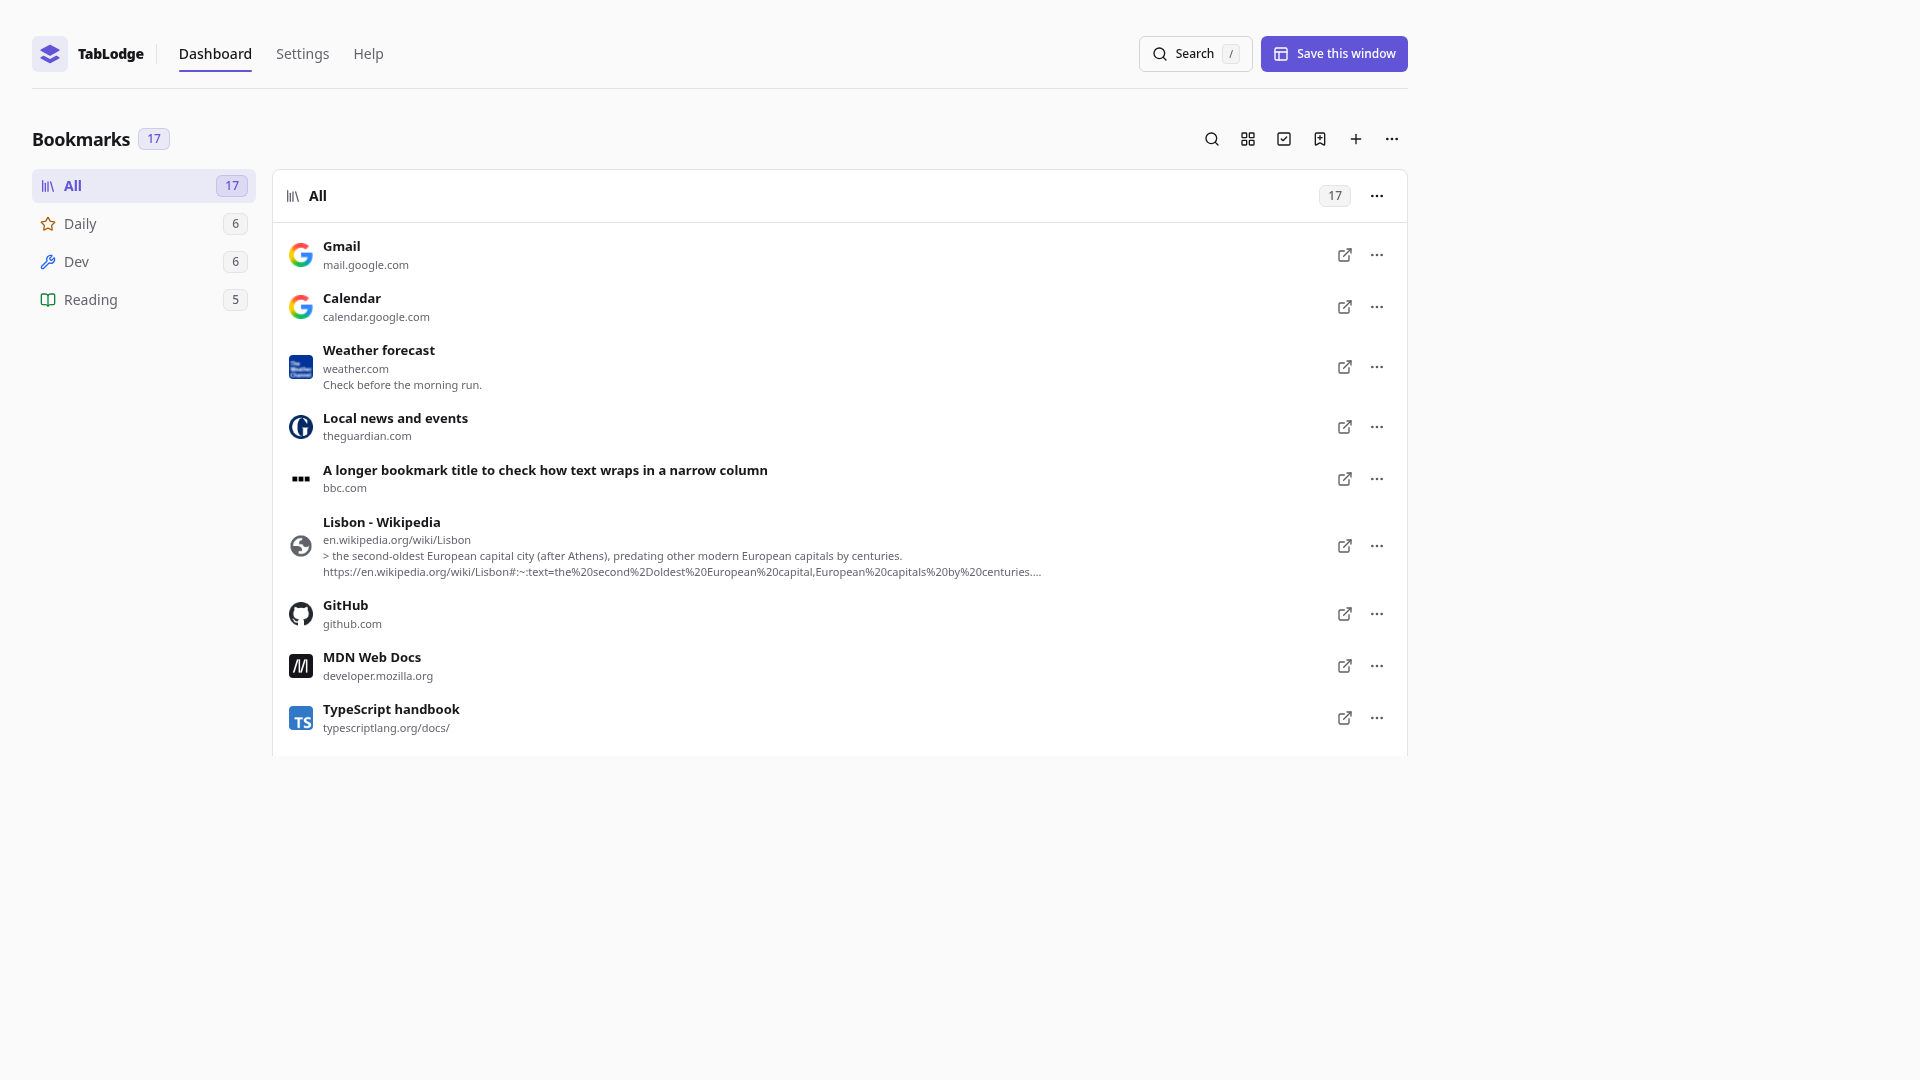 TabLodge
Dashboard
Settings
Help
Search /
Save this window
Bookmarks 17
All 17
Daily 6
Dev 6
Reading 5
All 17
Gmail
mail.google.com
Calendar
calendar.google.com
The Weather Channel
Weather forecast
weather.com
Check before the morning run.
Local news and events
theguardian.com
A longer bookmark title to check how text wraps in a narrow column
bbc.com
Lisbon - Wikipedia
en.wikipedia.org/wiki/Lisbon
> the second-oldest European capital city (after Athens), predating other modern European capitals by centuries.
https://en.wikipedia.org/wiki/Lisbon#:~:text=the%20second%2Doldest%20European%20capital,European%20capitals%20by%20centuries....
GitHub
github.com
MDN Web Docs
developer.mozilla.org
TS
TypeScript handbook
typescriptlang.org/docs/